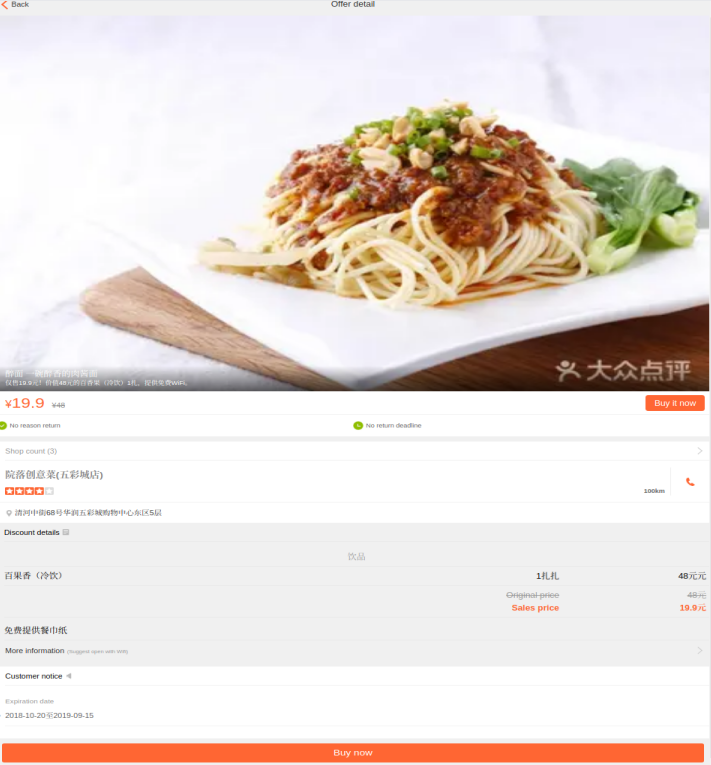 Back
Offer detail
醉面 一碗醉香的肉酱面
仅售19.9元！价值48元的百香果（冷饮）1扎，提供免费WiFi。
大众点评
¥19.9 ¥48
Buy it now
No reason return
No return deadline
Shop count (3)
院落创意菜(五彩城店)
100km
清河中街68号华润五彩城购物中心东区5层
Discount details
饮品
百果香（冷饮） 1扎扎 48元元
Original price 48元
Sales price 19.9元
免费提供餐巾纸
More information (Suggest open with Wifi)
Customer notice
Expiration date
2018-10-20至2019-09-15
Buy now